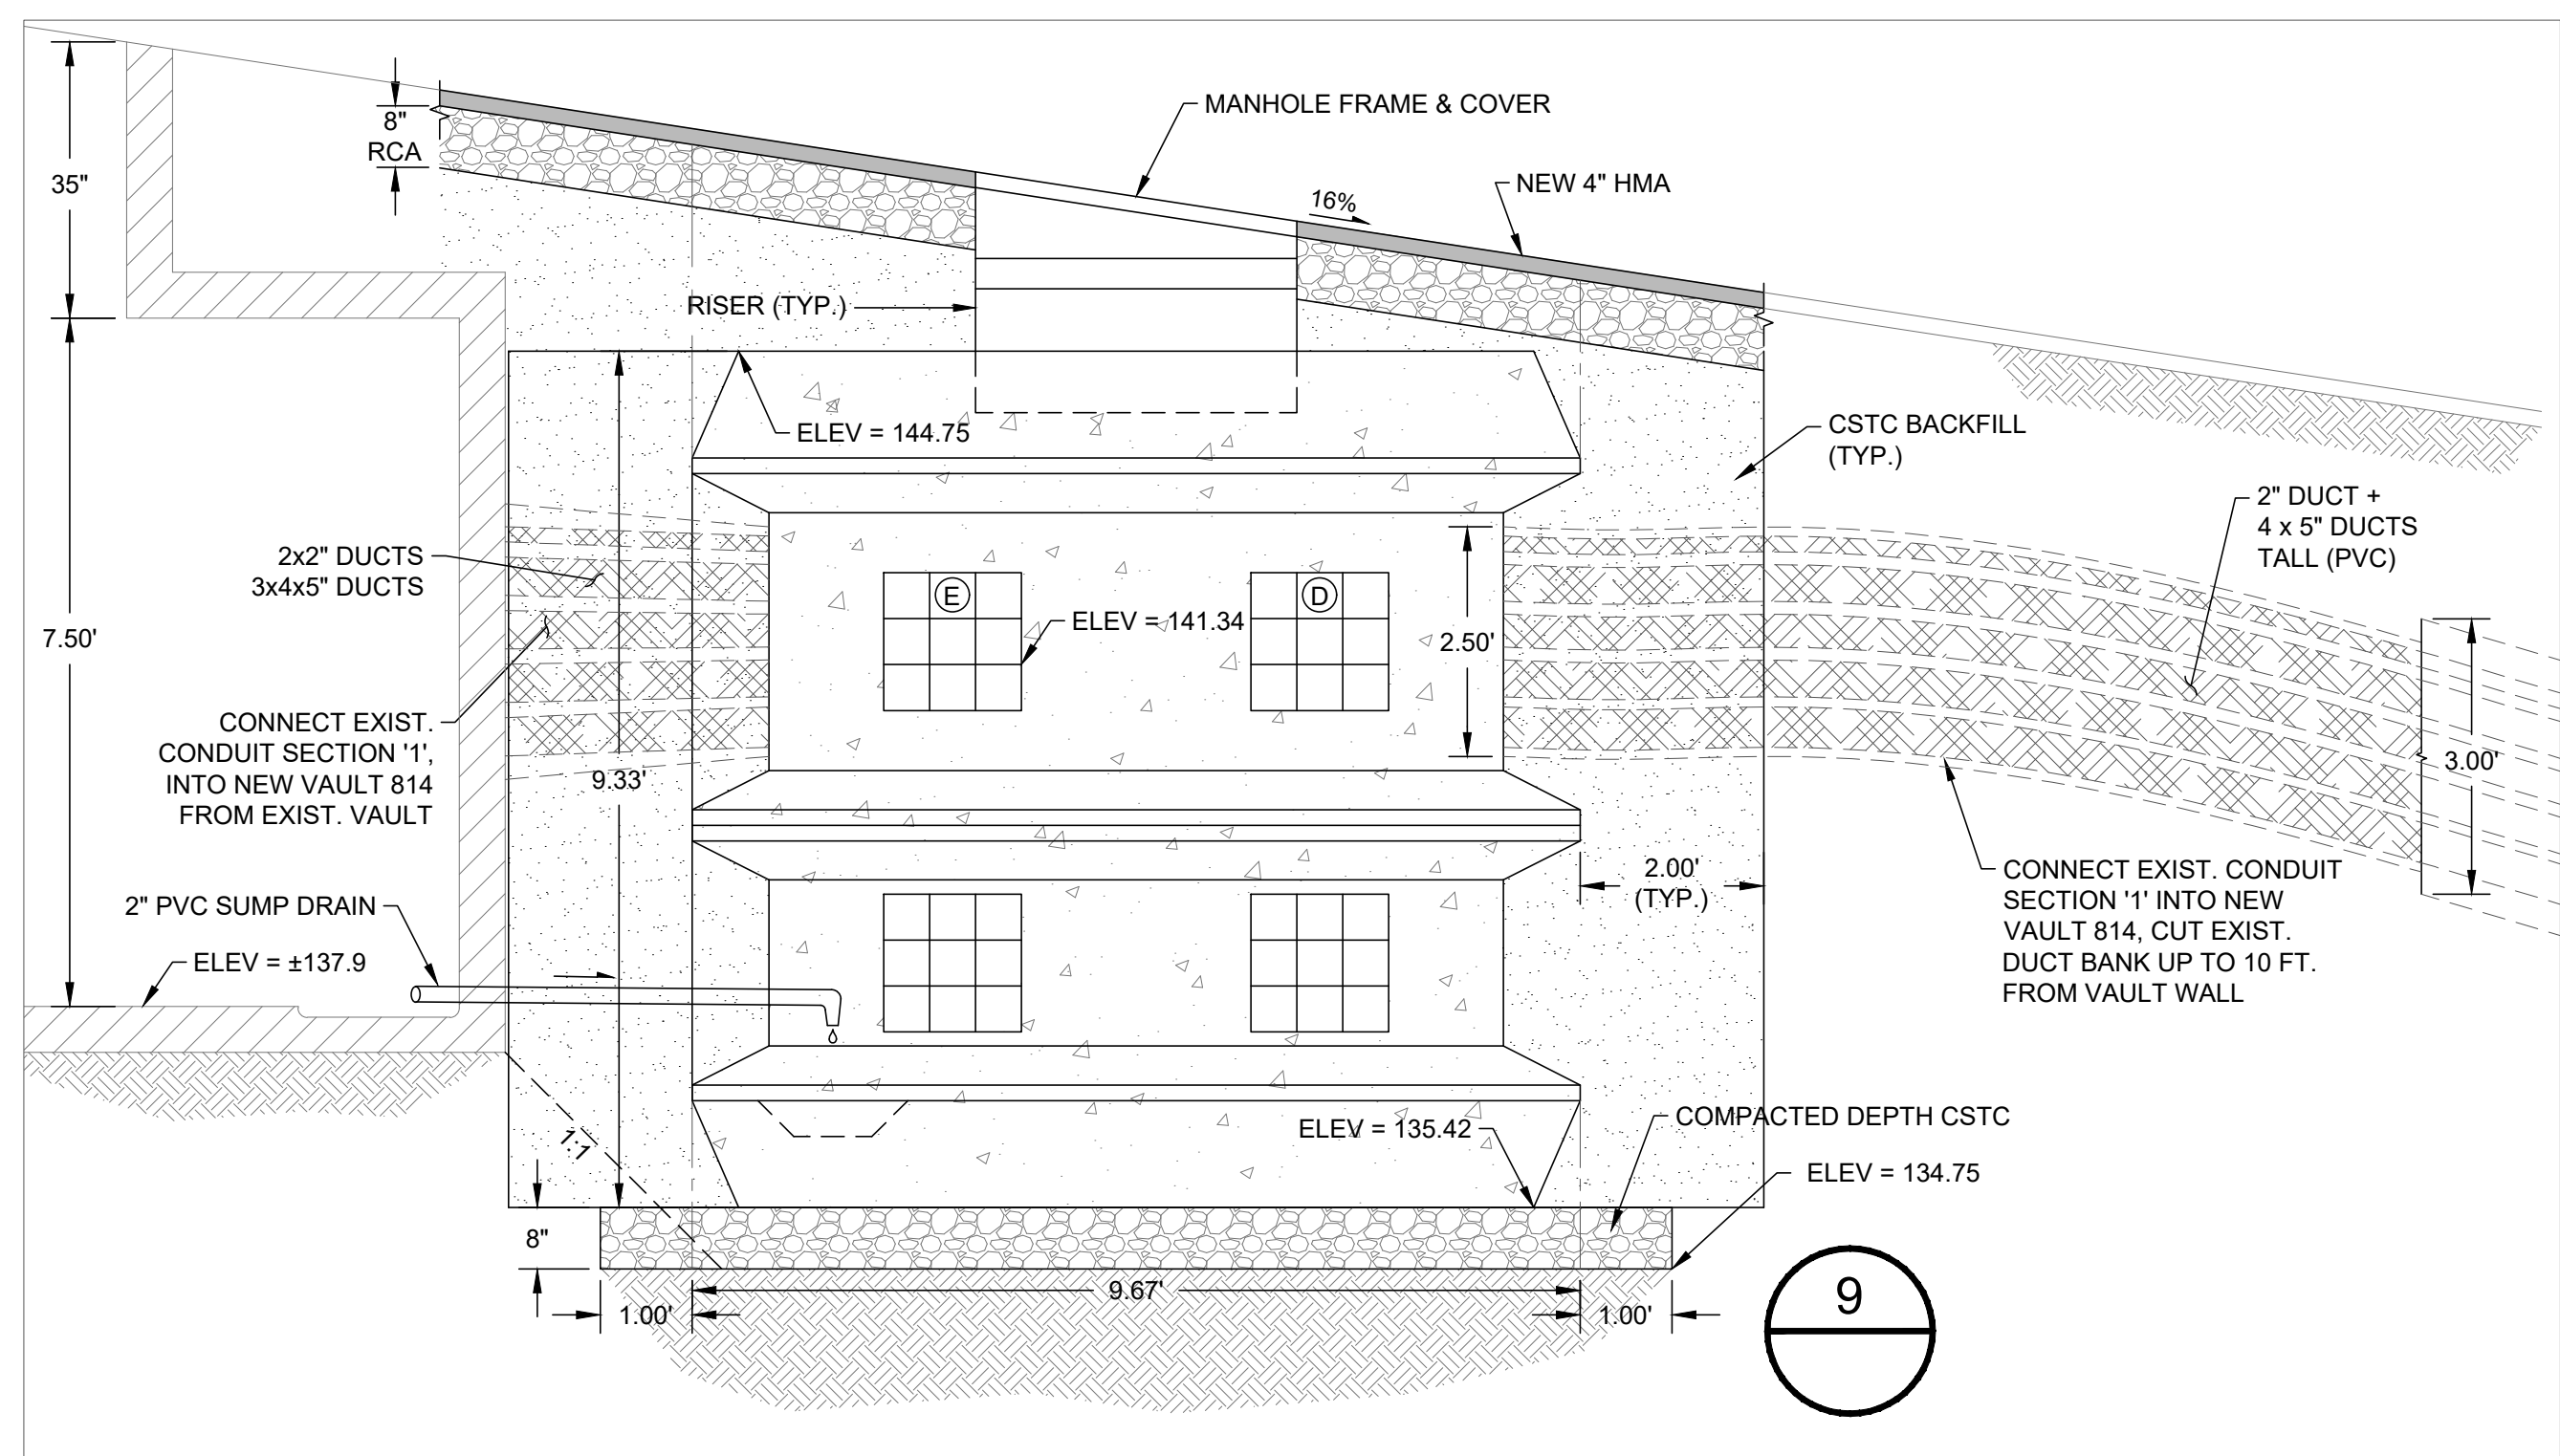 MANHOLE FRAME & COVER
8"
RCA
35"
16%
NEW 4" HMA
RISER (TYP.)
ELEV = 144.75
CSTC BACKFILL
(TYP.)
2" DUCT +
4 x 5" DUCTS
TALL (PVC)
2x2" DUCTS
3x4x5" DUCTS
E
D
ELEV = 141.34
2.50'
7.50'
CONNECT EXIST.
CONDUIT SECTION '1',
INTO NEW VAULT 814
FROM EXIST. VAULT
9.33'
3.00'
2.00'
(TYP.)
CONNECT EXIST. CONDUIT
SECTION '1' INTO NEW
VAULT 814, CUT EXIST.
DUCT BANK UP TO 10 FT.
FROM VAULT WALL
2" PVC SUMP DRAIN
ELEV = ±137.9
1:1
ELEV = 135.42
COMPACTED DEPTH CSTC
ELEV = 134.75
8"
9.67'
1.00'
1.00'
9